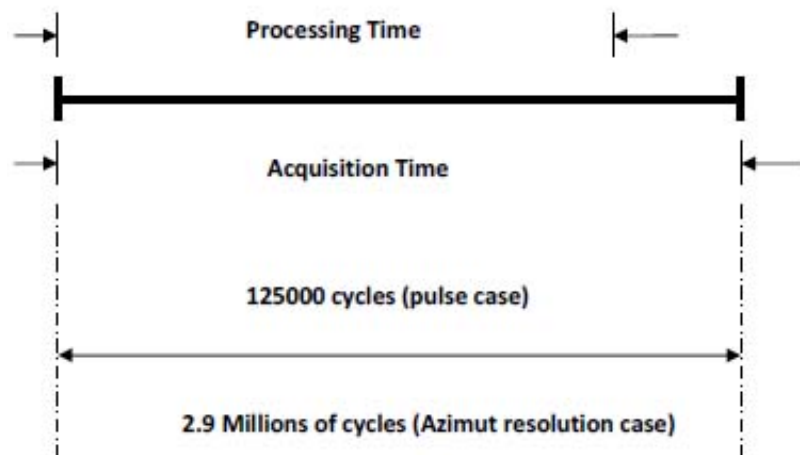 Processing Time
Acquisition Time
125000 cycles (pulse case)
2.9 Millions of cycles (Azimut resolution case)